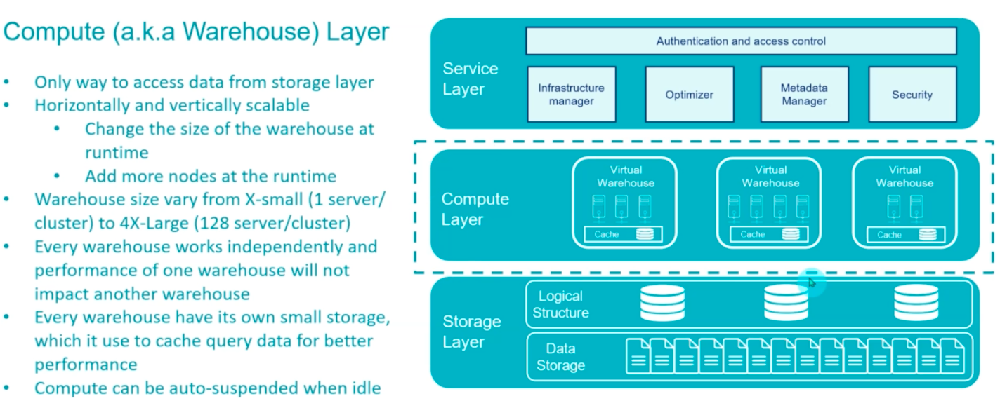 Compute (a.k.a Warehouse) Layer
• Only way to access data from storage layer
• Horizontally and vertically scalable
• Change the size of the warehouse at
runtime
• Add more nodes at the runtime
• Warehouse size vary from X-small (1 server/
cluster) to 4X-Large (128 server/cluster)
• Every warehouse works independently and
performance of one warehouse will not
impact another warehouse
• Every warehouse have its own small storage,
which it use to cache query data for better
performance
• Compute can be auto-suspended when idle
Service
Layer
Authentication and access control
Infrastructure
manager
Optimizer
Metadata
Manager
Security
Compute
Layer
Virtual
Warehouse
Cache
Virtual
Warehouse
Cache
Virtual
Warehouse
Cache
Storage
Layer
Logical
Structure
Data
Storage